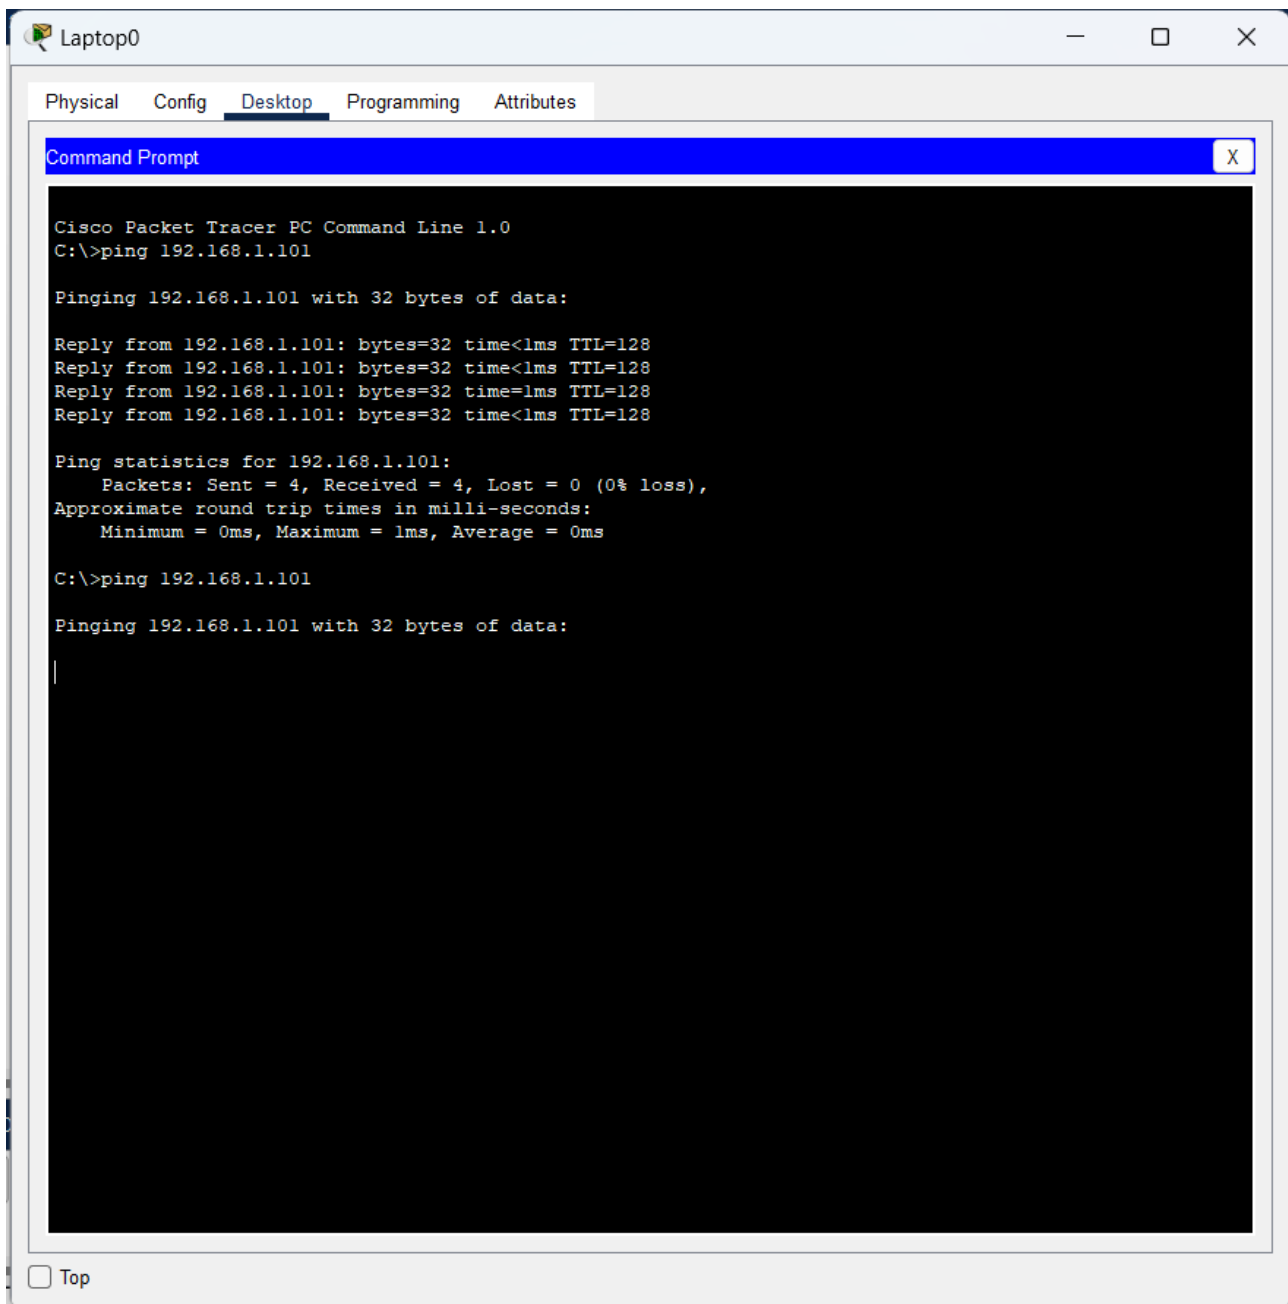 Laptop0
Physical Config Desktop Programming Attributes
Command Prompt X
Cisco Packet Tracer PC Command Line 1.0
C:\>ping 192.168.1.101
Pinging 192.168.1.101 with 32 bytes of data:
Reply from 192.168.1.101: bytes=32 time<1ms TTL=128
Reply from 192.168.1.101: bytes=32 time<1ms TTL=128
Reply from 192.168.1.101: bytes=32 time=1ms TTL=128
Reply from 192.168.1.101: bytes=32 time<1ms TTL=128
Ping statistics for 192.168.1.101:
Packets: Sent = 4, Received = 4, Lost = 0 (0% loss),
Approximate round trip times in milli-seconds:
Minimum = 0ms, Maximum = 1ms, Average = 0ms
C:\>ping 192.168.1.101
Pinging 192.168.1.101 with 32 bytes of data:
Top